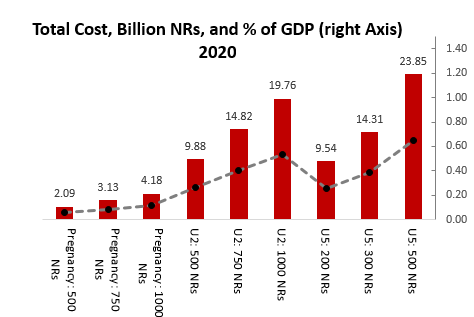 Total Cost, Billion NRs, and % of GDP (right Axis)
2020
1.40
1.20
1.00
0.80
0.60
0.40
0.20
0.00
2.09
3.13
4.18
9.88
14.82
19.76
9.54
14.31
23.85
Pregnancy: 500
NRs
Pregnancy: 750
NRs
Pregnancy: 1000
NRs
U2: 500 NRs
U2: 750 NRs
U2: 1000 NRs
U5: 200 NRs
U5: 300 NRs
U5: 500 NRs